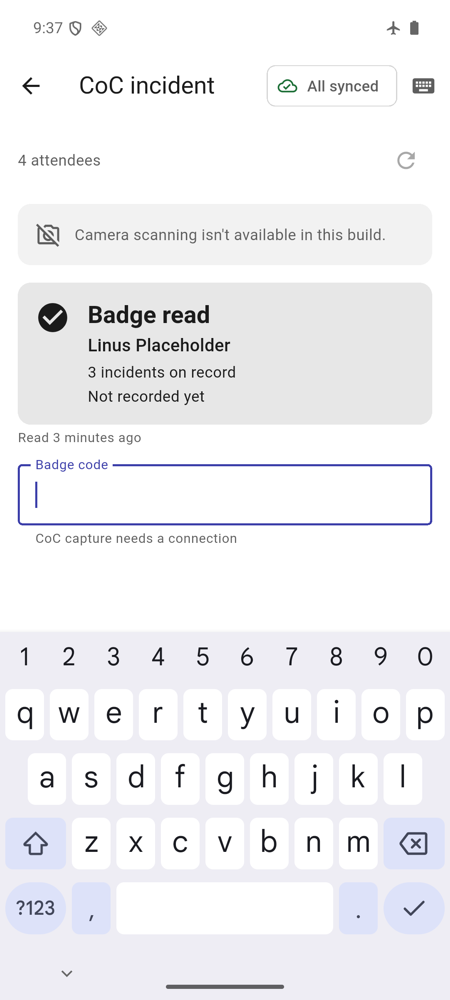 9:37
CoC incident
All synced
4 attendees
Camera scanning isn't available in this build.
Badge read
Linus Placeholder
3 incidents on record
Not recorded yet
Read 3 minutes ago
Badge code
CoC capture needs a connection
1 2 3 4 5 6 7 8 9 0
q w e r t y u i o p
a s d f g h j k l
z x c v b n m
?123 , .